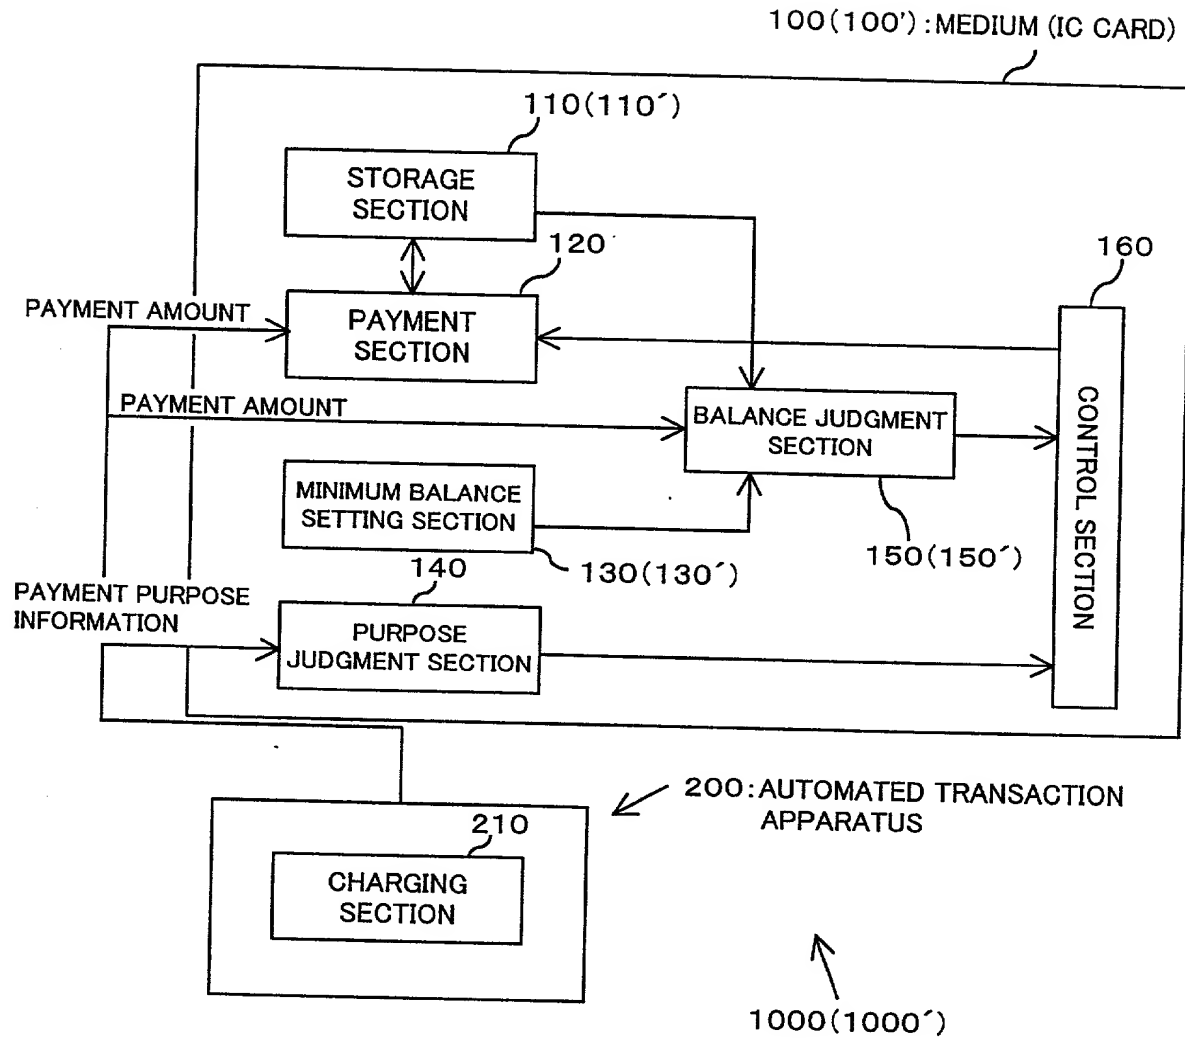 100(100'):MEDIUM (IC CARD)
110(110´)
STORAGE
SECTION
120
160
PAYMENT AMOUNT
PAYMENT
SECTION
PAYMENT AMOUNT
BALANCE JUDGMENT
SECTION
CONTROL SECTION
MINIMUM BALANCE
SETTING SECTION
150(150´)
130(130´)
140
PAYMENT PURPOSE
INFORMATION
PURPOSE
JUDGMENT SECTION
200:AUTOMATED TRANSACTION
APPARATUS
210
CHARGING
SECTION
1000(1000´)